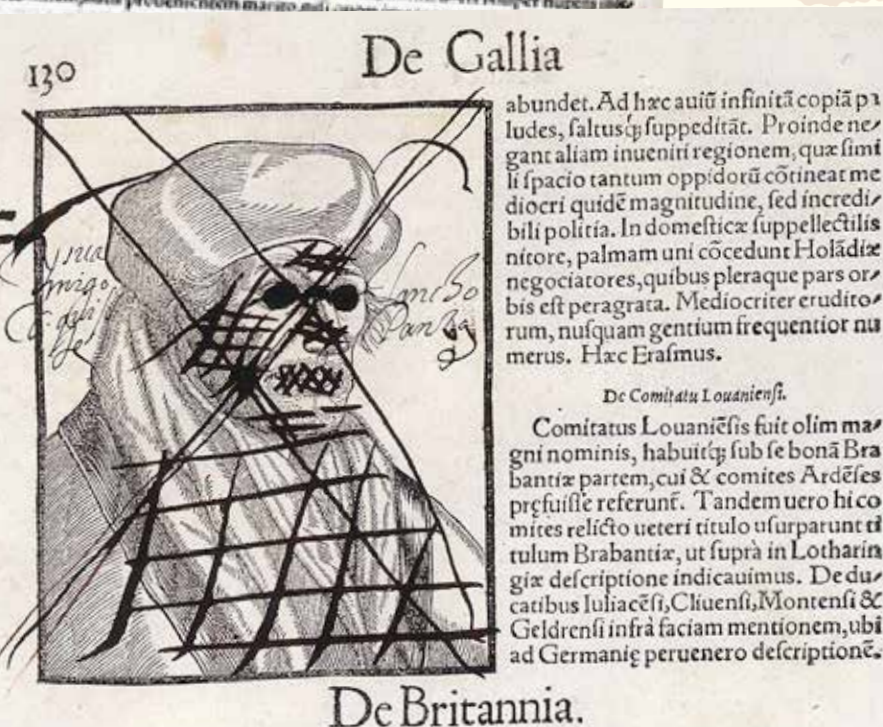 130
De Gallia
abundet. Ad hæc auiũ infinitã copiã pa
ludes, saltusq́; suppeditãt. Proinde ne-
gant aliam inueniri regionem, quæ simi
li spacio tantum oppidorũ cõtineat me
diocri quidẽ magnitudine, sed incredi-
bili politia. In domesticæ suppellectilis
nitore, palmam uni cõcedunt Holãdiæ
negociatores, quibus pleraque pars or-
bis est peragrata. Mediocriter erudito-
rum, nusquam gentium frequentior nu
merus. Hæc Erasmus.
De Comitatu Louaniensi.
Comitatus Louaniẽsis fuit olim ma-
gni nominis, habuitq́; sub se bonã Bra
bantiæ partem, cui & comites Ardẽses
pręfuisse referunt̃. Tandem uero hi co
mites relicto ueteri titulo usurparunt ti
tulum Brabantiæ, ut suprà in Lotharin
giæ descriptione indicauimus. De du-
catibus Iuliacẽsi, Cliuensi, Montensi &
Geldrensi infrà faciam mentionem, ubi
ad Germanię peruenero descriptionẽ.
amigo
Sancho
Panza
De Britannia.